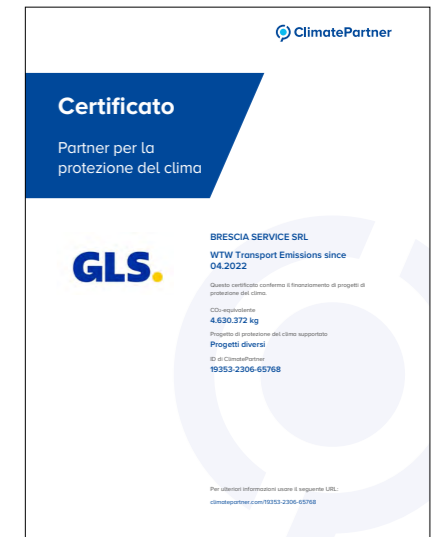 ClimatePartner
Certificato
Partner per la
protezione del clima
GLS.
BRESCIA SERVICE SRL
WTW Transport Emissions since
04.2022
Questo certificato conferma il finanziamento di progetti di
protezione del clima.
CO₂-equivalente
4.630.372 kg
Progetto di protezione del clima supportato
Progetti diversi
ID di ClimatePartner
19353-2306-65768
Per ulteriori informazioni usare il seguente URL:
climatepartner.com/19353-2306-65768